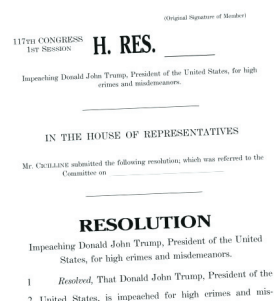 (Original Signature of Member)
117TH CONGRESS
1ST SESSION
H. RES.
Impeaching Donald John Trump, President of the United States, for high
crimes and misdemeanors.
IN THE HOUSE OF REPRESENTATIVES
Mr. CICILLINE submitted the following resolution; which was referred to the
Committee on
RESOLUTION
Impeaching Donald John Trump, President of the United
States, for high crimes and misdemeanors.
1 Resolved, That Donald John Trump, President of the
2 United States, is impeached for high crimes and mis-